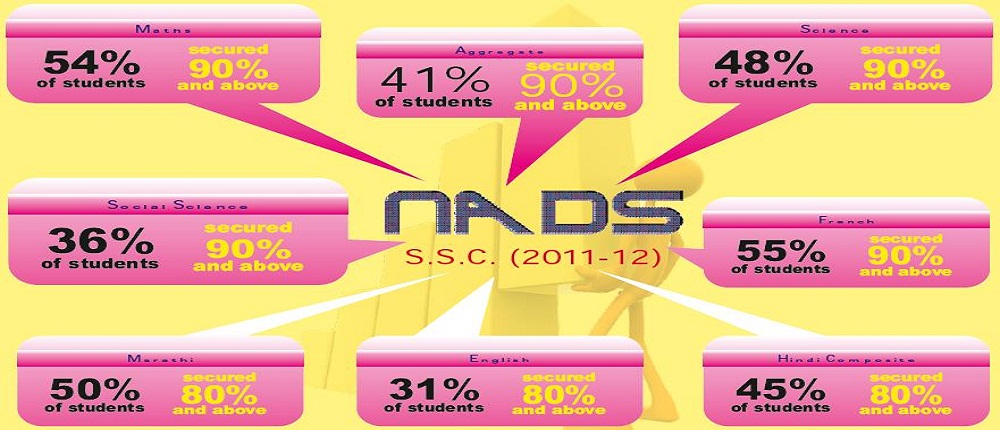 Maths
54%
of students
secured
90%
and above
Aggregate
41%
of students
secured
90%
and above
Science
48%
of students
secured
90%
and above
NADS
S.S.C. (2011-12)
Social Science
36%
of students
secured
90%
and above
French
55%
of students
secured
90%
and above
Marathi
50%
of students
secured
80%
and above
English
31%
of students
secured
80%
and above
Hindi Composite
45%
of students
secured
80%
and above